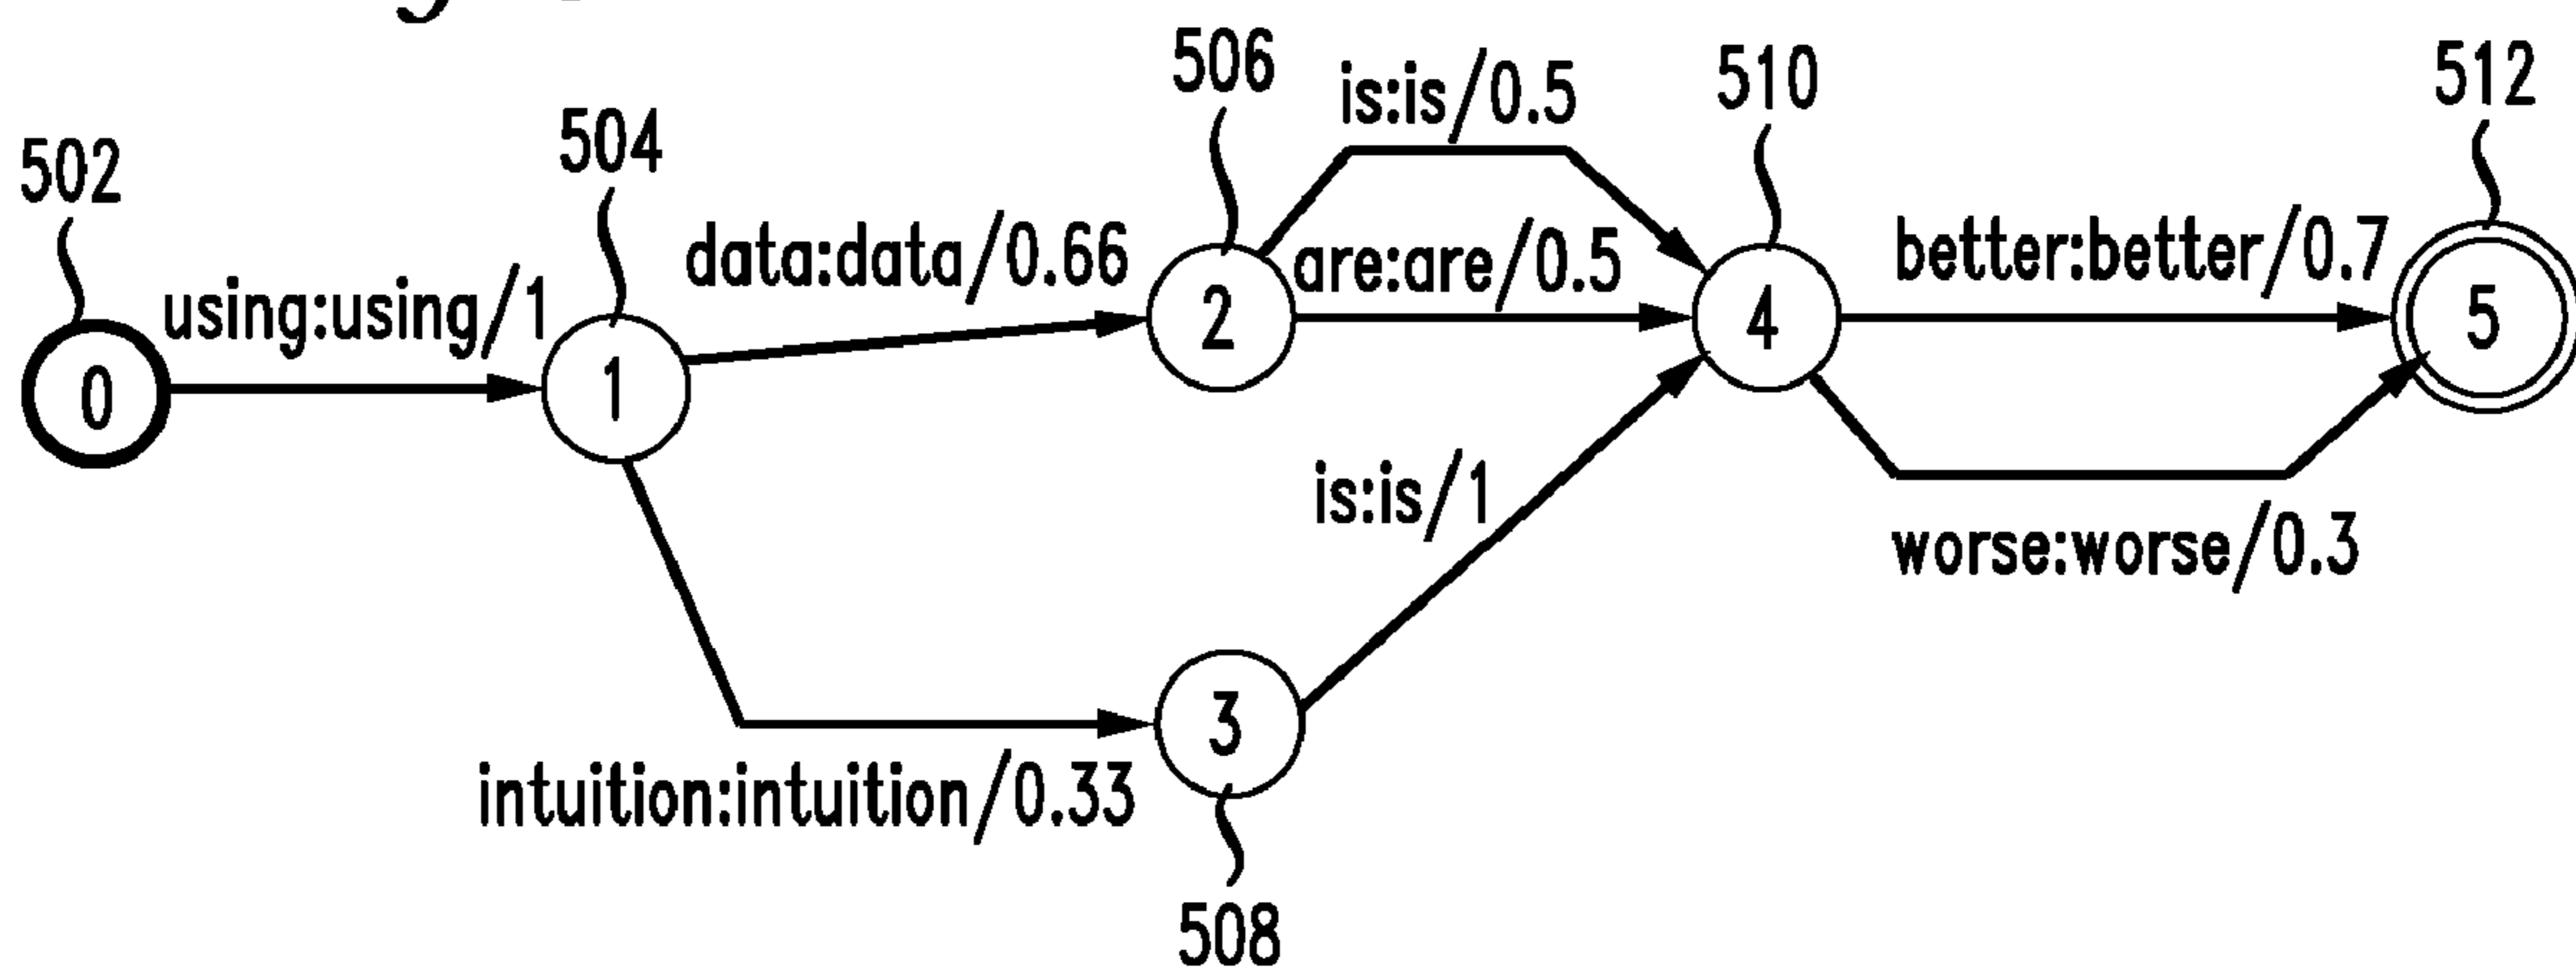 506
is:is/0.5
510
512
504
502
data:data/0.66
are:are/0.5
better:better/0.7
using:using/1
0
1
2
4
5
is:is/1
worse:worse/0.3
3
intuition:intuition/0.33
508